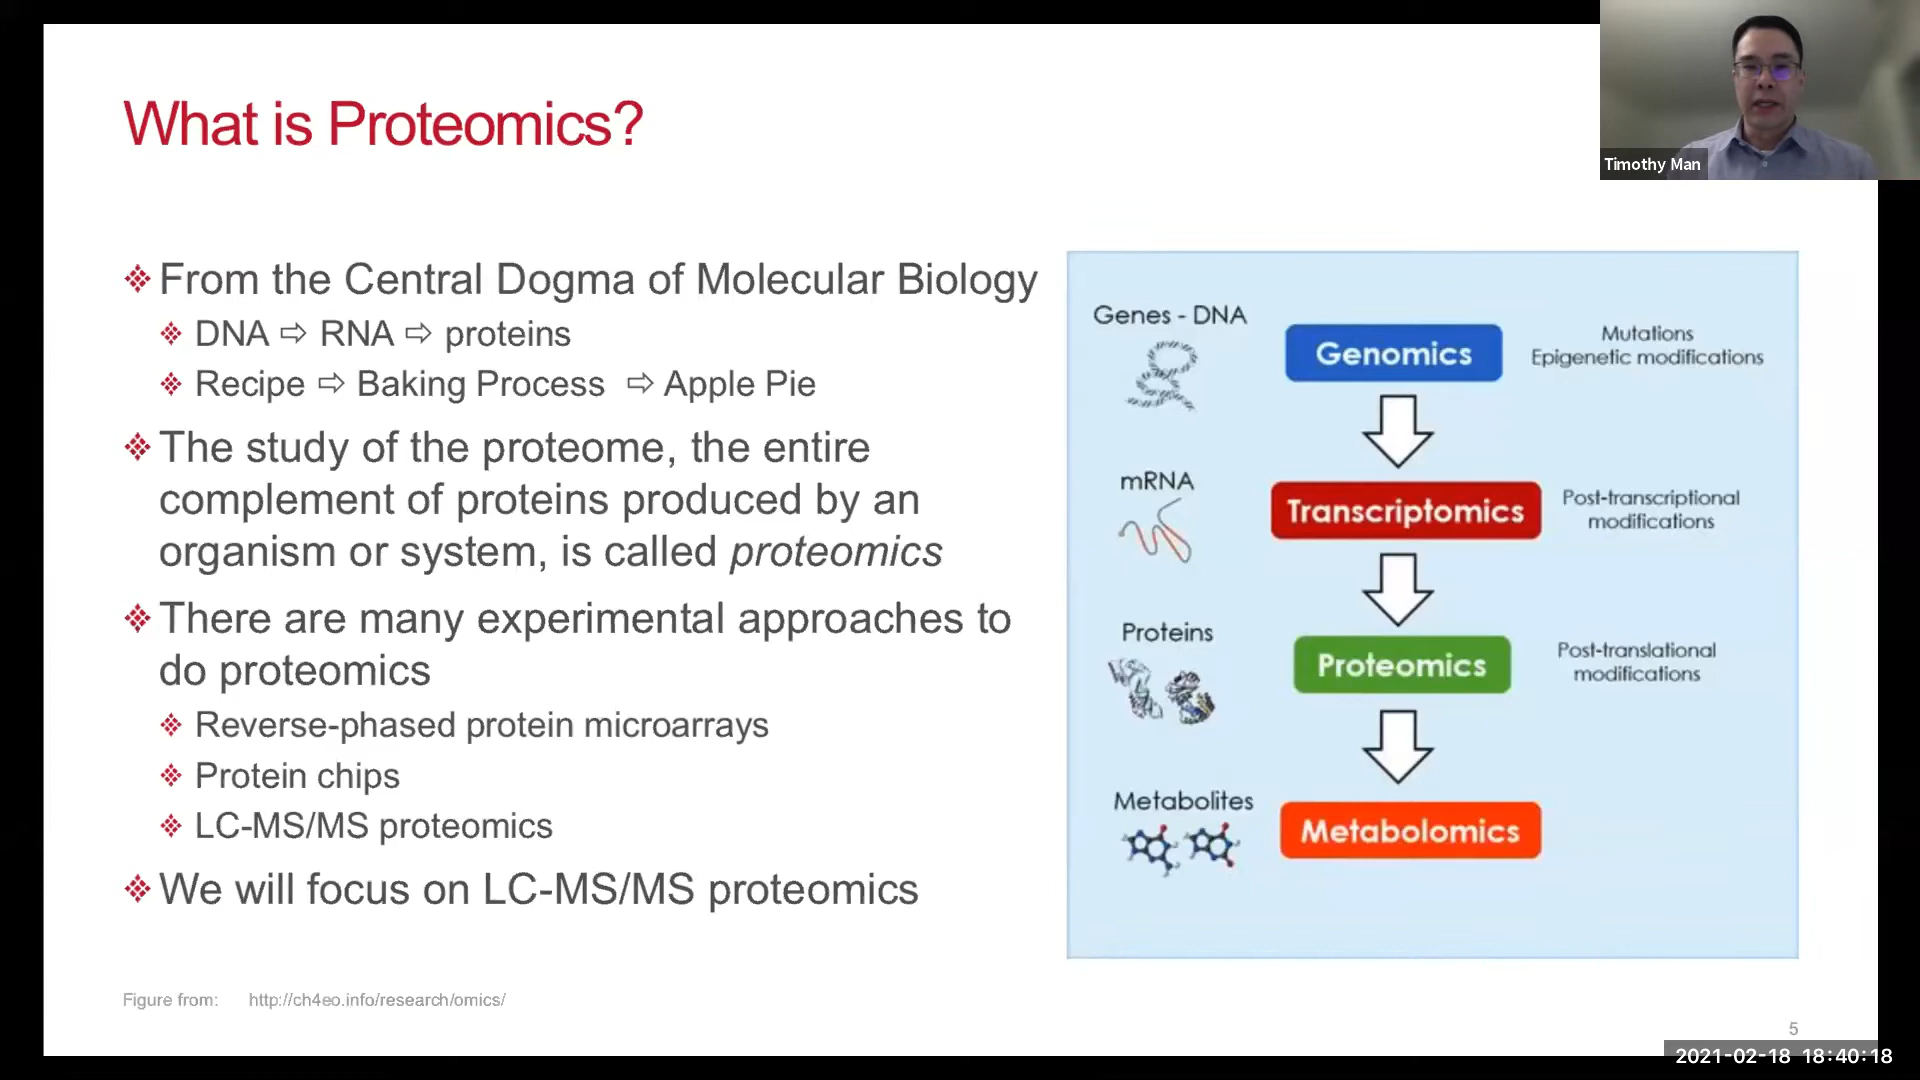 What is Proteomics?
Timothy Man
From the Central Dogma of Molecular Biology
DNA ⇨ RNA ⇨ proteins
Recipe ⇨ Baking Process ⇨ Apple Pie
The study of the proteome, the entire
complement of proteins produced by an
organism or system, is called proteomics
There are many experimental approaches to
do proteomics
Reverse-phased protein microarrays
Protein chips
LC-MS/MS proteomics
We will focus on LC-MS/MS proteomics
Genes - DNA
Genomics
Mutations
Epigenetic modifications
mRNA
Transcriptomics
Post-transcriptional
modifications
Proteins
Proteomics
Post-translational
modifications
Metabolites
Metabolomics
Figure from: http://ch4eo.info/research/omics/
5
2021-02-18 18:40:18